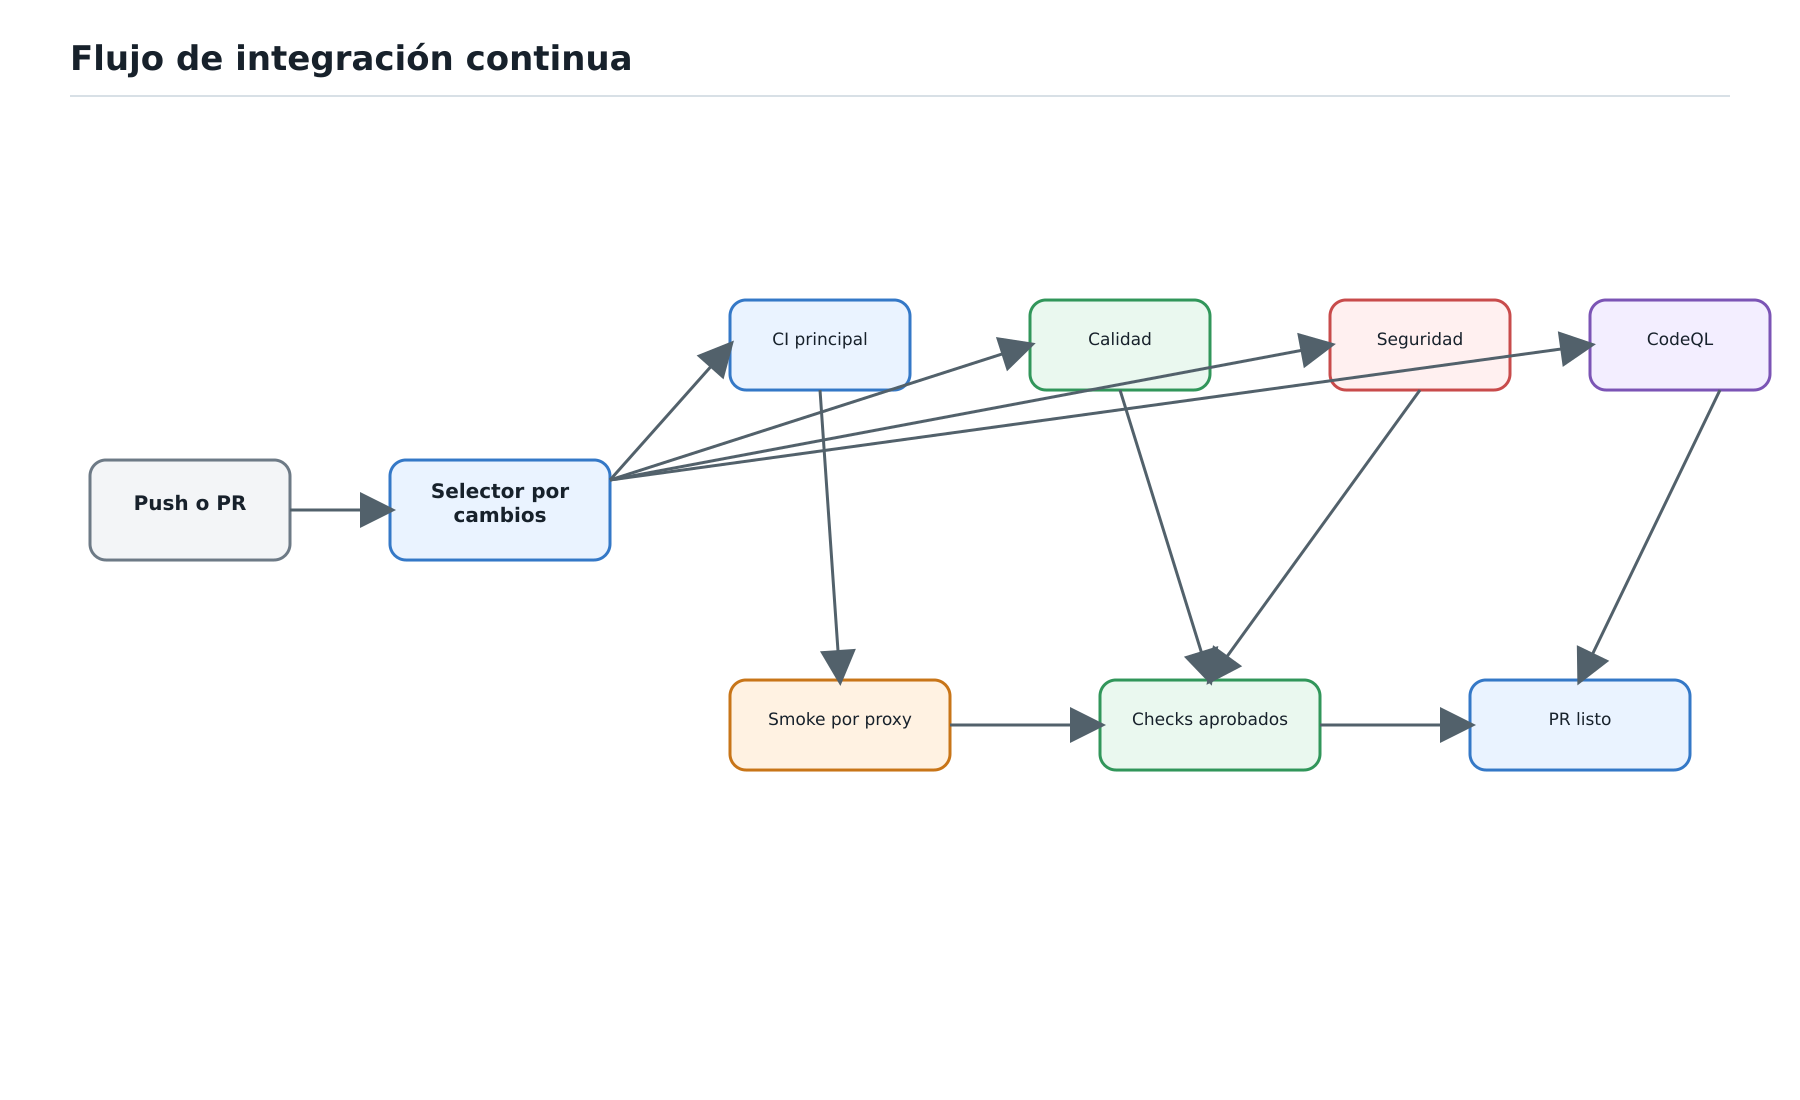 Flujo de integración continua
CI principal
Calidad
Seguridad
CodeQL
Push o PR
Selector por
cambios
Smoke por proxy
Checks aprobados
PR listo